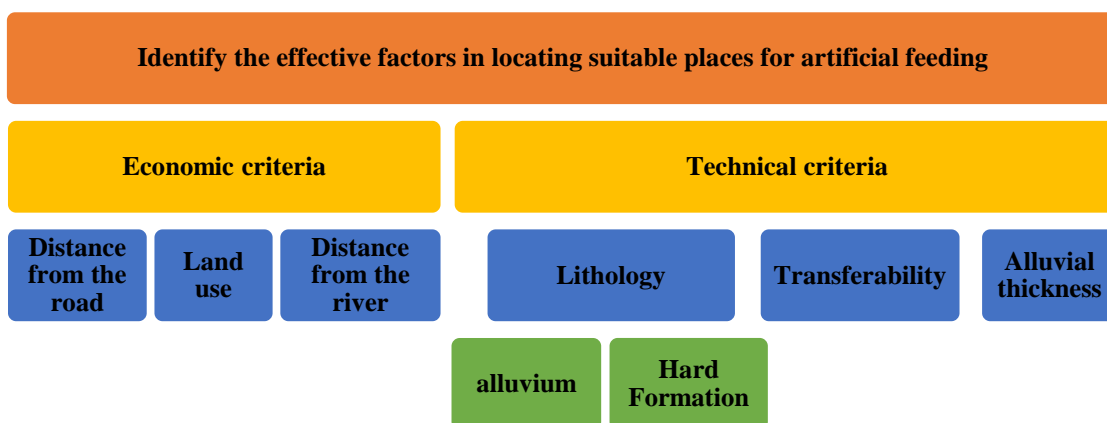 Identify the effective factors in locating suitable places for artificial feeding
Economic criteria
Technical criteria
Distance
from the
road
Land
use
Distance
from the
river
Lithology
Transferability
Alluvial
thickness
alluvium
Hard
Formation